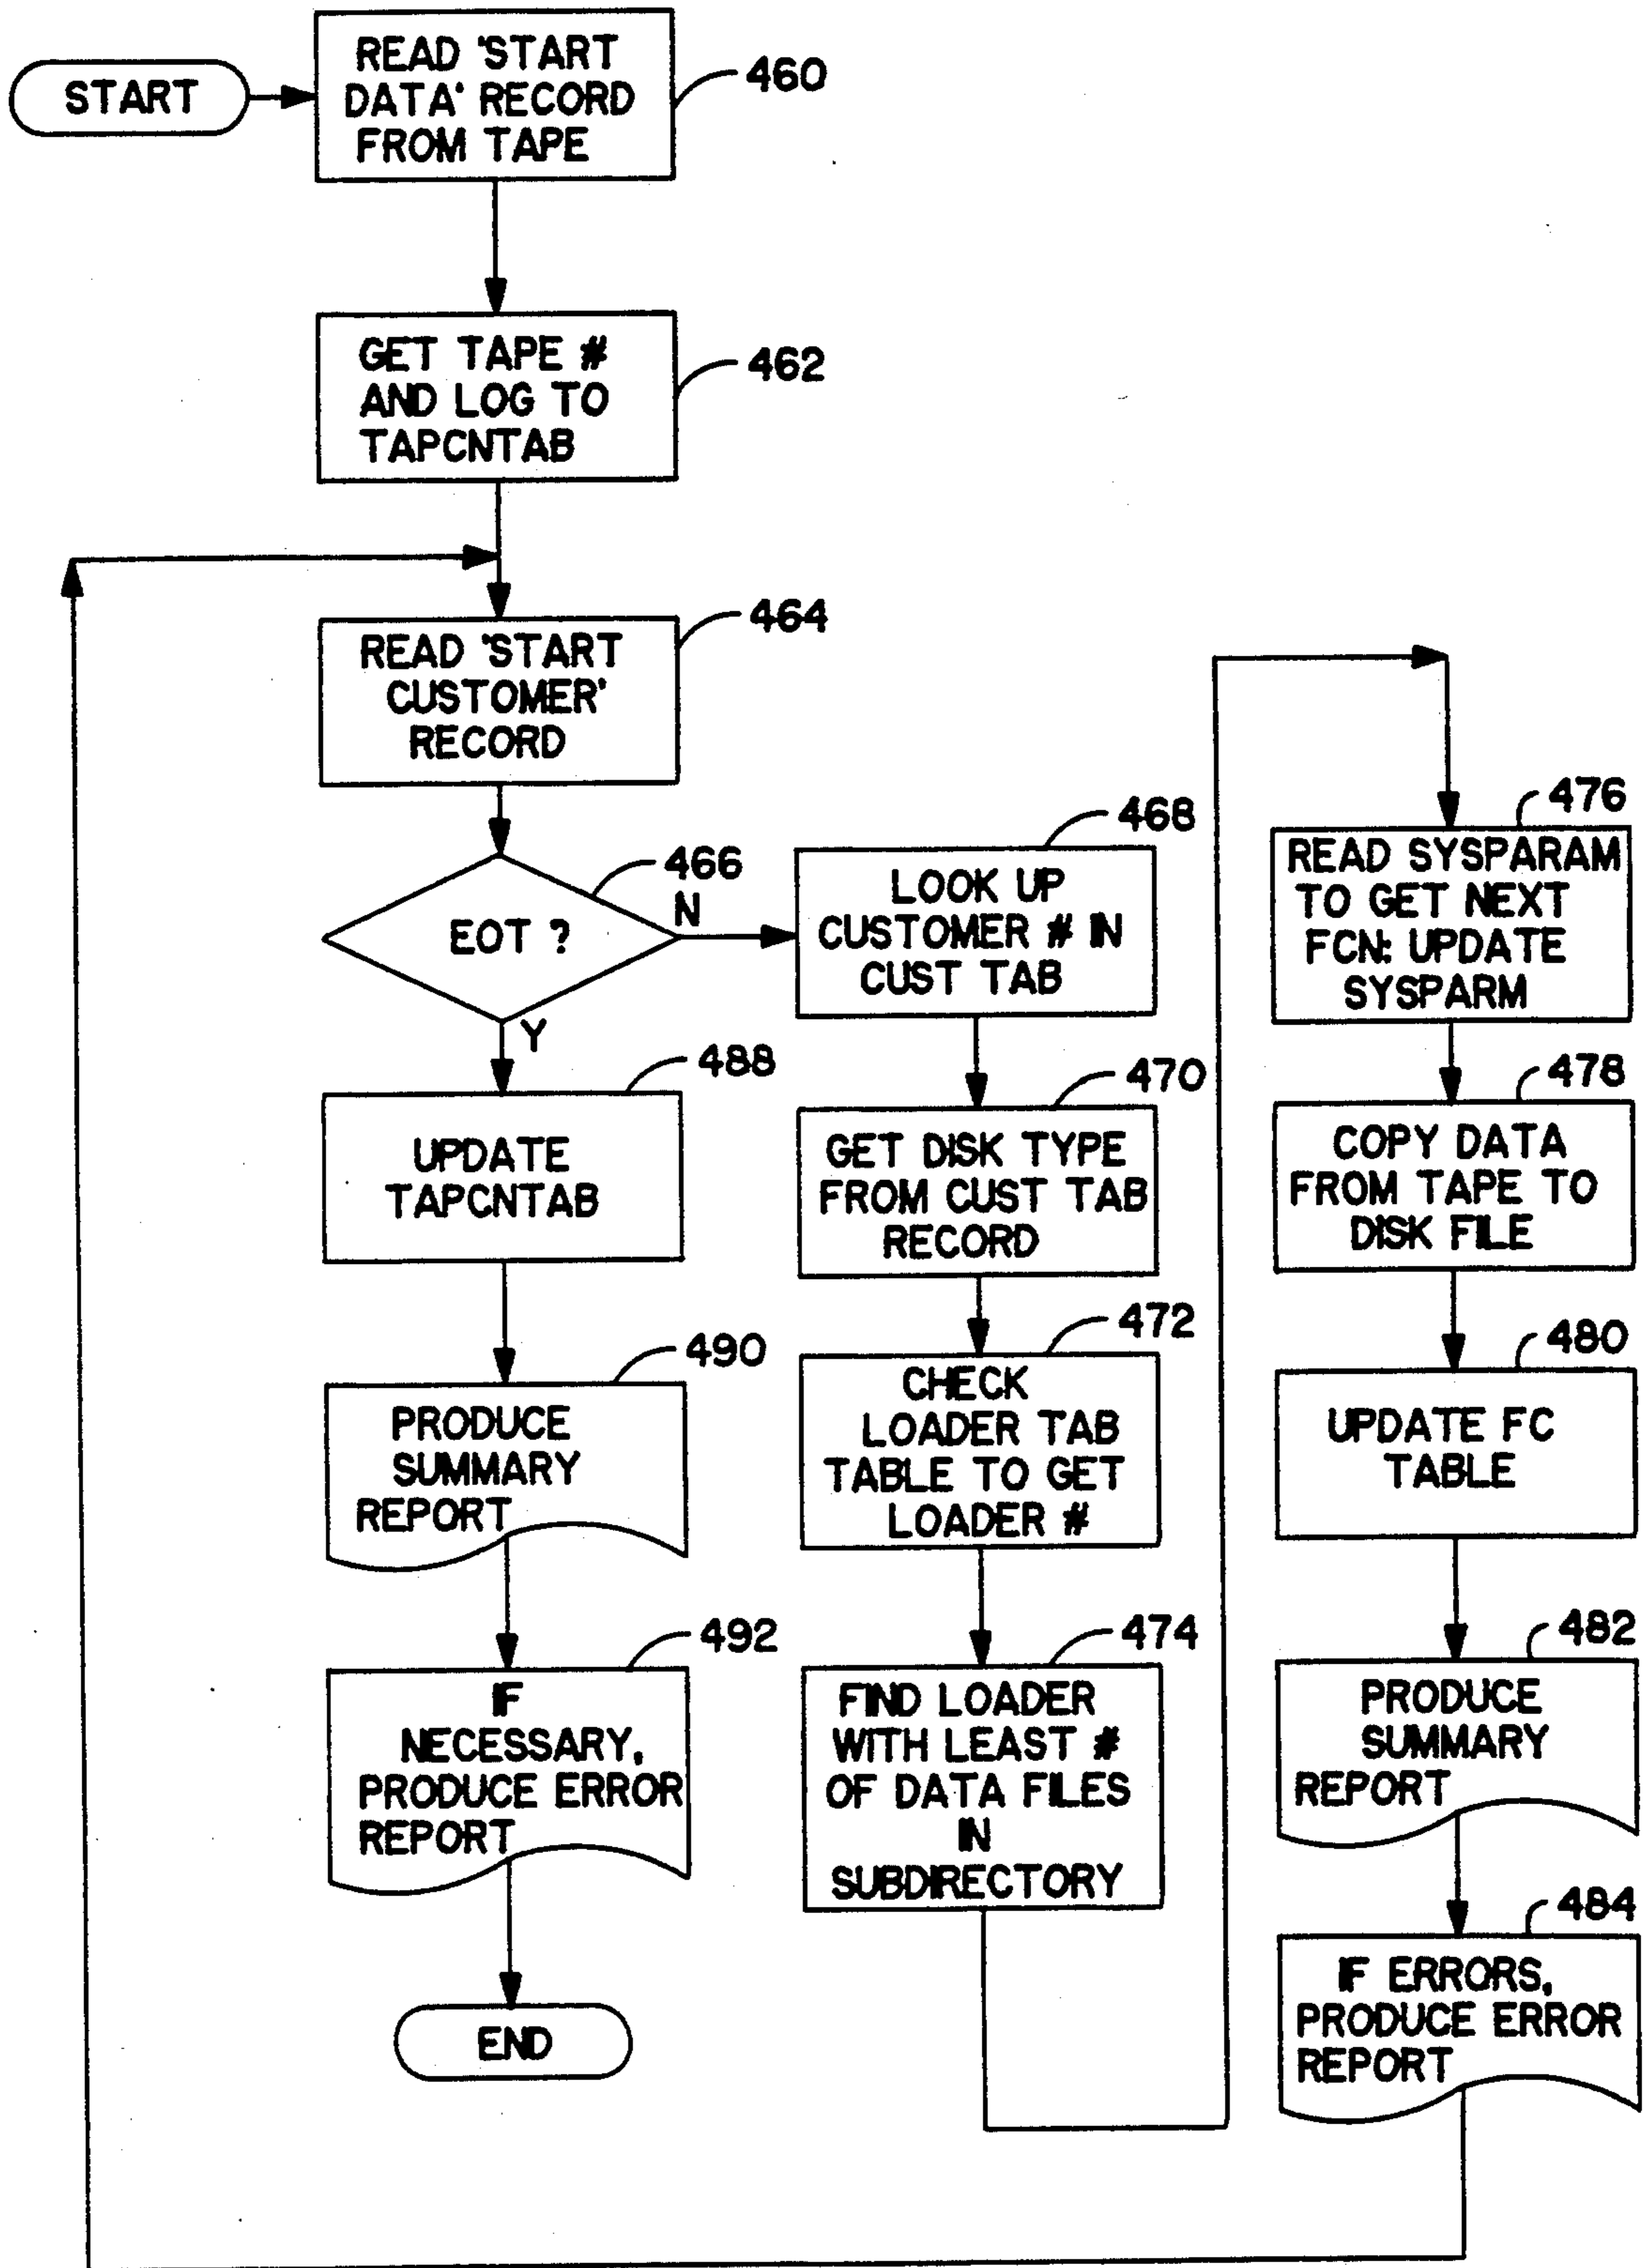 START
READ 'START
DATA' RECORD
FROM TAPE
460
GET TAPE #
AND LOG TO
TAPCNTAB
462
READ 'START
CUSTOMER'
RECORD
464
EOT ?
466
N
Y
LOOK UP
CUSTOMER # IN
CUST TAB
468
GET DISK TYPE
FROM CUST TAB
RECORD
470
CHECK
LOADER TAB
TABLE TO GET
LOADER #
472
FIND LOADER
WITH LEAST #
OF DATA FILES
IN
SUBDIRECTORY
474
READ SYSPARAM
TO GET NEXT
FCN: UPDATE
SYSPARM
476
COPY DATA
FROM TAPE TO
DISK FILE
478
UPDATE FC
TABLE
480
PRODUCE
SUMMARY
REPORT
482
IF ERRORS,
PRODUCE ERROR
REPORT
484
UPDATE
TAPCNTAB
488
PRODUCE
SUMMARY
REPORT
490
IF
NECESSARY,
PRODUCE ERROR
REPORT
492
END